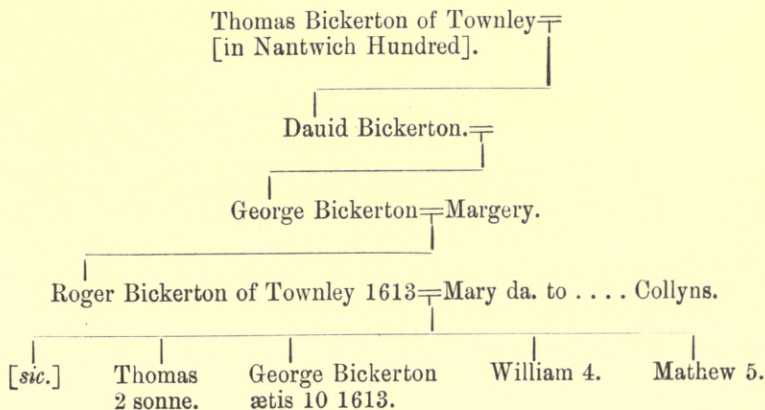 Thomas Bickerton of Townley
[in Nantwich Hundred].
Dauid Bickerton.
George Bickerton Margery.
Roger Bickerton of Townley 1613 Mary da. to .... Collyns.
[sic.] Thomas George Bickerton William 4. Mathew 5.
2 sonne. ætis 10 1613.